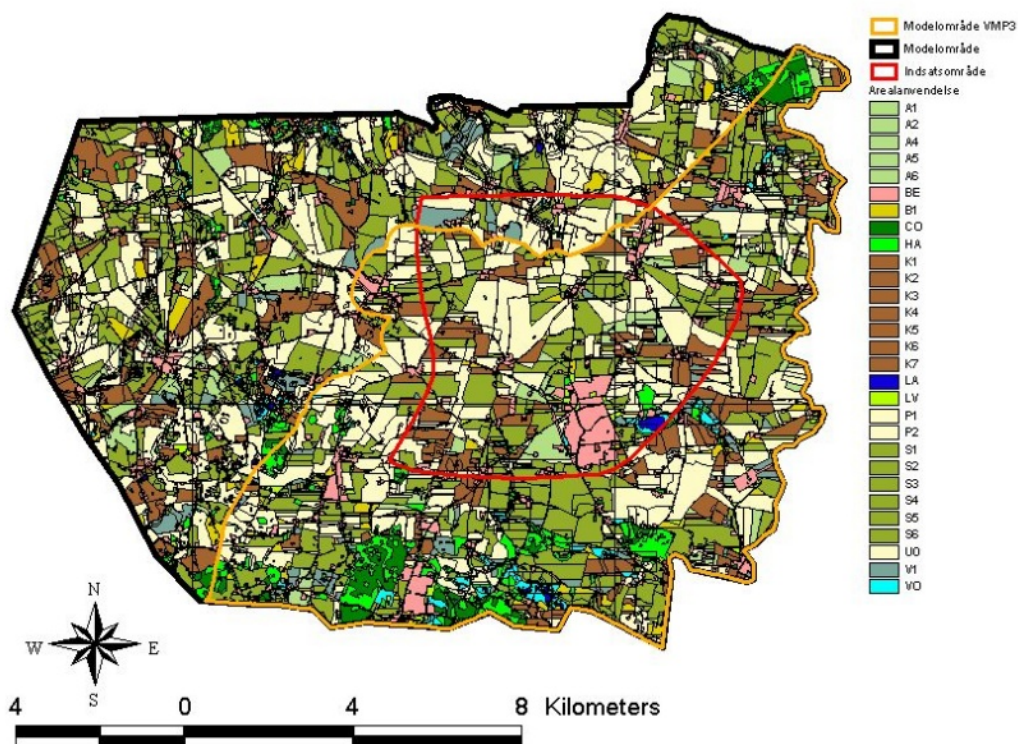 Modelområde VMP3
Modelområde
Indsatsområde
Arealanvendelse
A1
A2
A4
A5
A6
BE
B1
CO
HA
K1
K2
K3
K4
K5
K6
K7
LA
LV
P1
P2
S1
S2
S3
S4
S5
S6
U0
V1
VO
N
W E
S
4 0 4 8 Kilometers